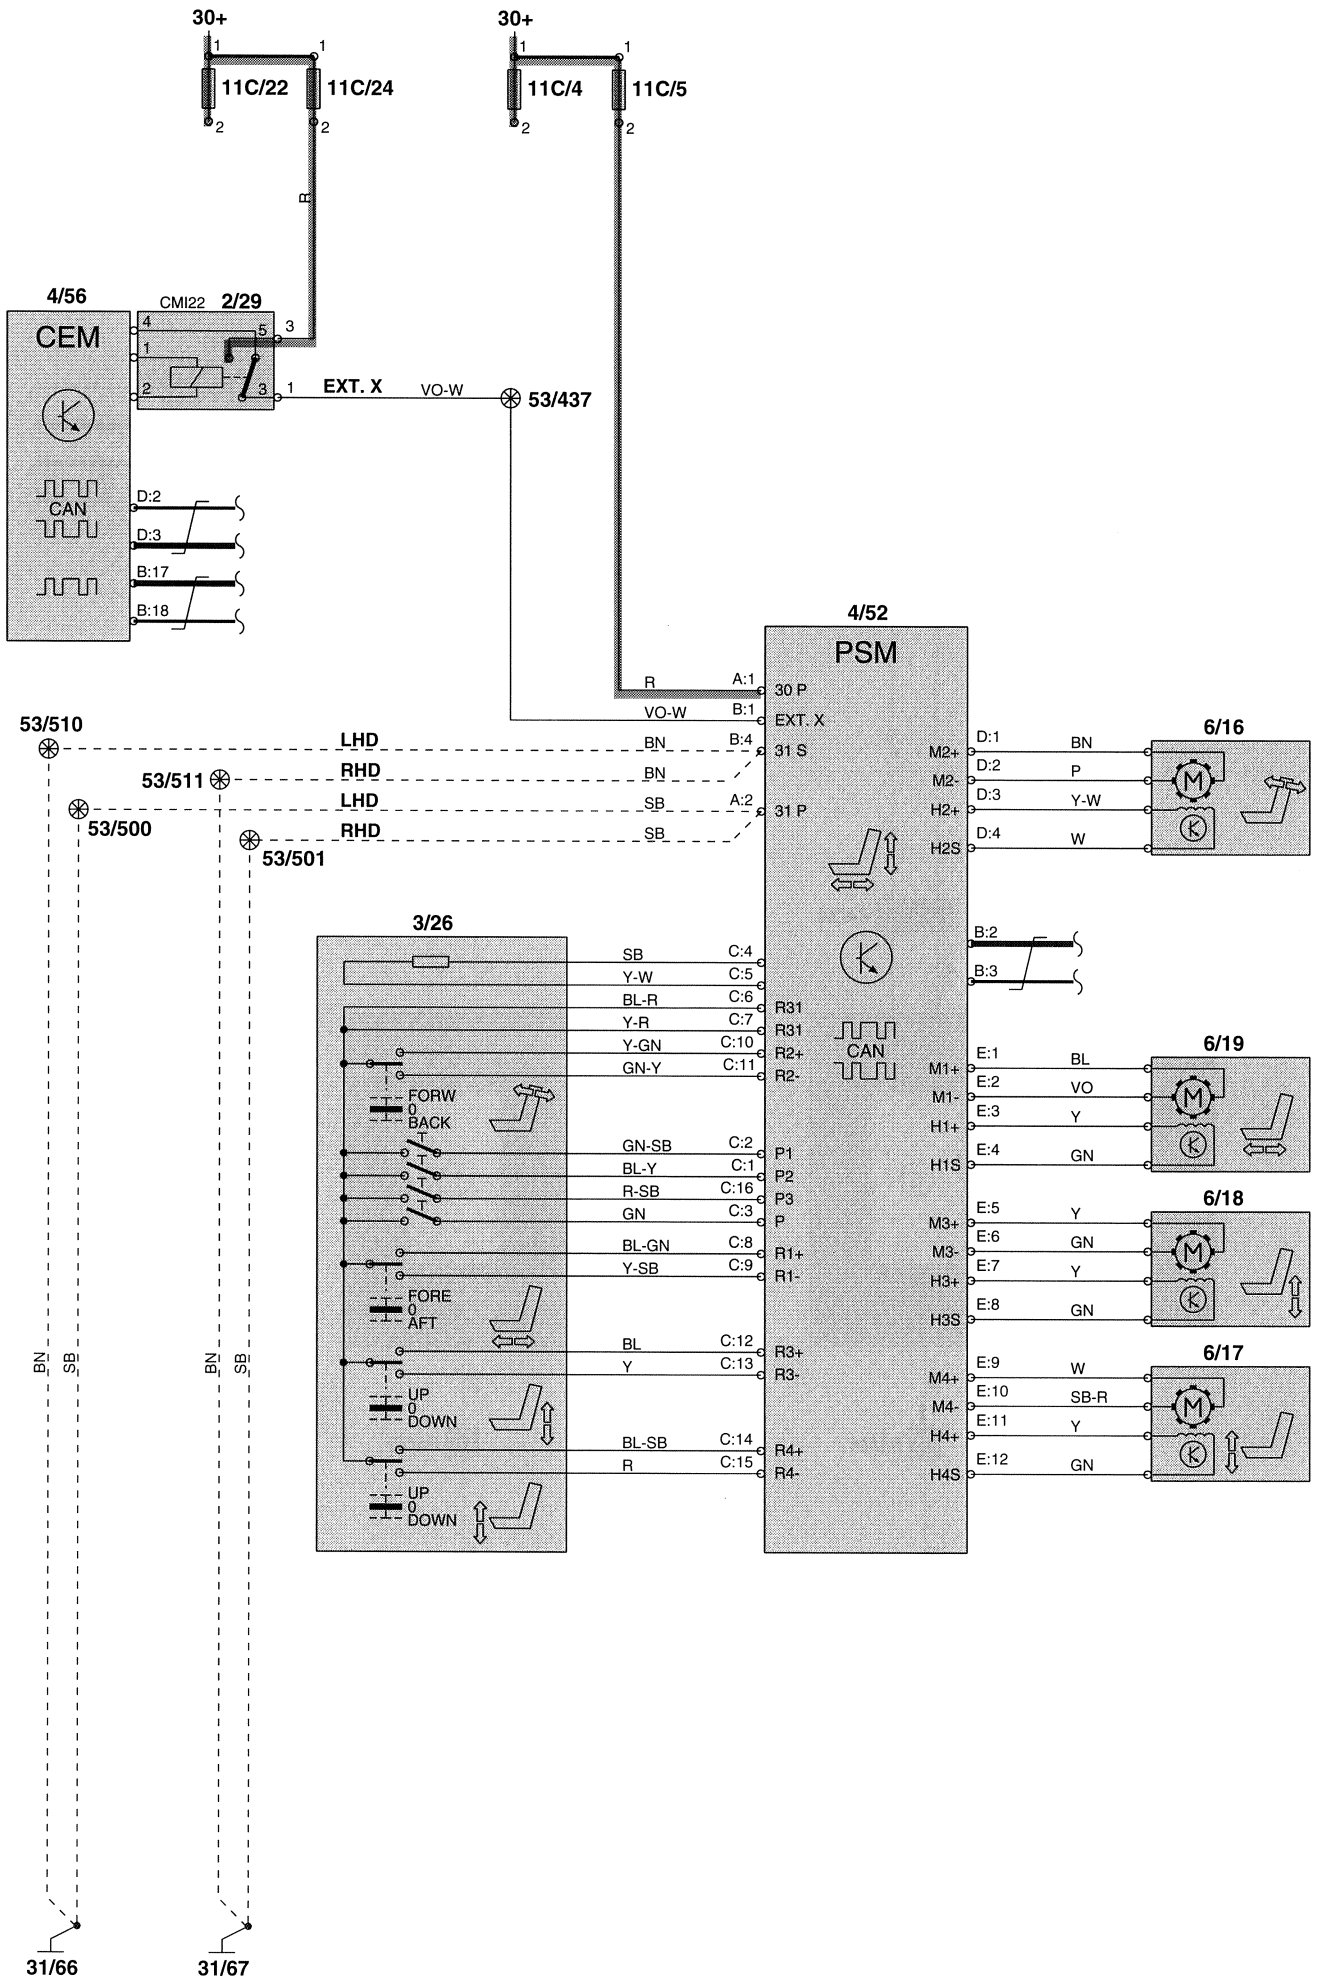 30+ 30+
1 1 1 1
11C/22 11C/24 11C/4 11C/5
2 2 2 2
R
4/56 CMI22 2/29
CEM 4 5 3
1
2 3 1 EXT. X VO-W 53/437
D:2
CAN
D:3
B:17
B:18
4/52
PSM
R A:1 30 P
VO-W B:1 EXT. X
53/510 LHD BN B:4 31 S
53/511 RHD BN
53/500 LHD SB A:2 31 P
53/501 RHD SB
M2+ D:1 BN 6/16
M2- D:2 P M
H2+ D:3 Y-W
H2S D:4 W
3/26
SB C:4
Y-W C:5
BL-R C:6 R31
Y-R C:7 R31
Y-GN C:10 R2+
GN-Y C:11 R2-
B:2
B:3
CAN
FORW
0
BACK
GN-SB C:2 P1
BL-Y C:1 P2
R-SB C:16 P3
GN C:3 P
BL-GN C:8 R1+
Y-SB C:9 R1-
FORE
0
AFT
BL C:12 R3+
Y C:13 R3-
UP
0
DOWN
BL-SB C:14 R4+
R C:15 R4-
UP
0
DOWN
6/19
M1+ E:1 BL
M1- E:2 VO M
H1+ E:3 Y
H1S E:4 GN
6/18
M3+ E:5 Y
M3- E:6 GN M
H3+ E:7 Y
H3S E:8 GN
6/17
M4+ E:9 W
M4- E:10 SB-R M
H4+ E:11 Y
H4S E:12 GN
BN SB BN SB
31/66 31/67